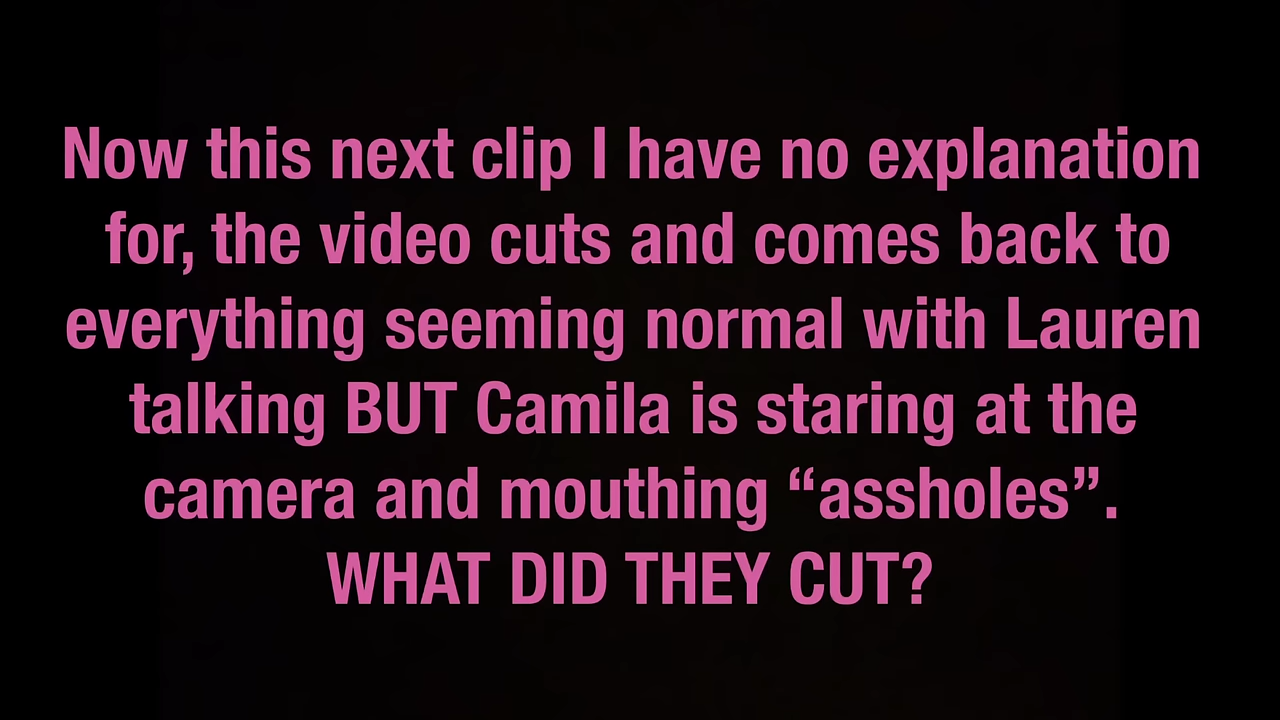 Now this next clip I have no explanation
for, the video cuts and comes back to
everything seeming normal with Lauren
talking BUT Camila is staring at the
camera and mouthing “assholes”.
WHAT DID THEY CUT?